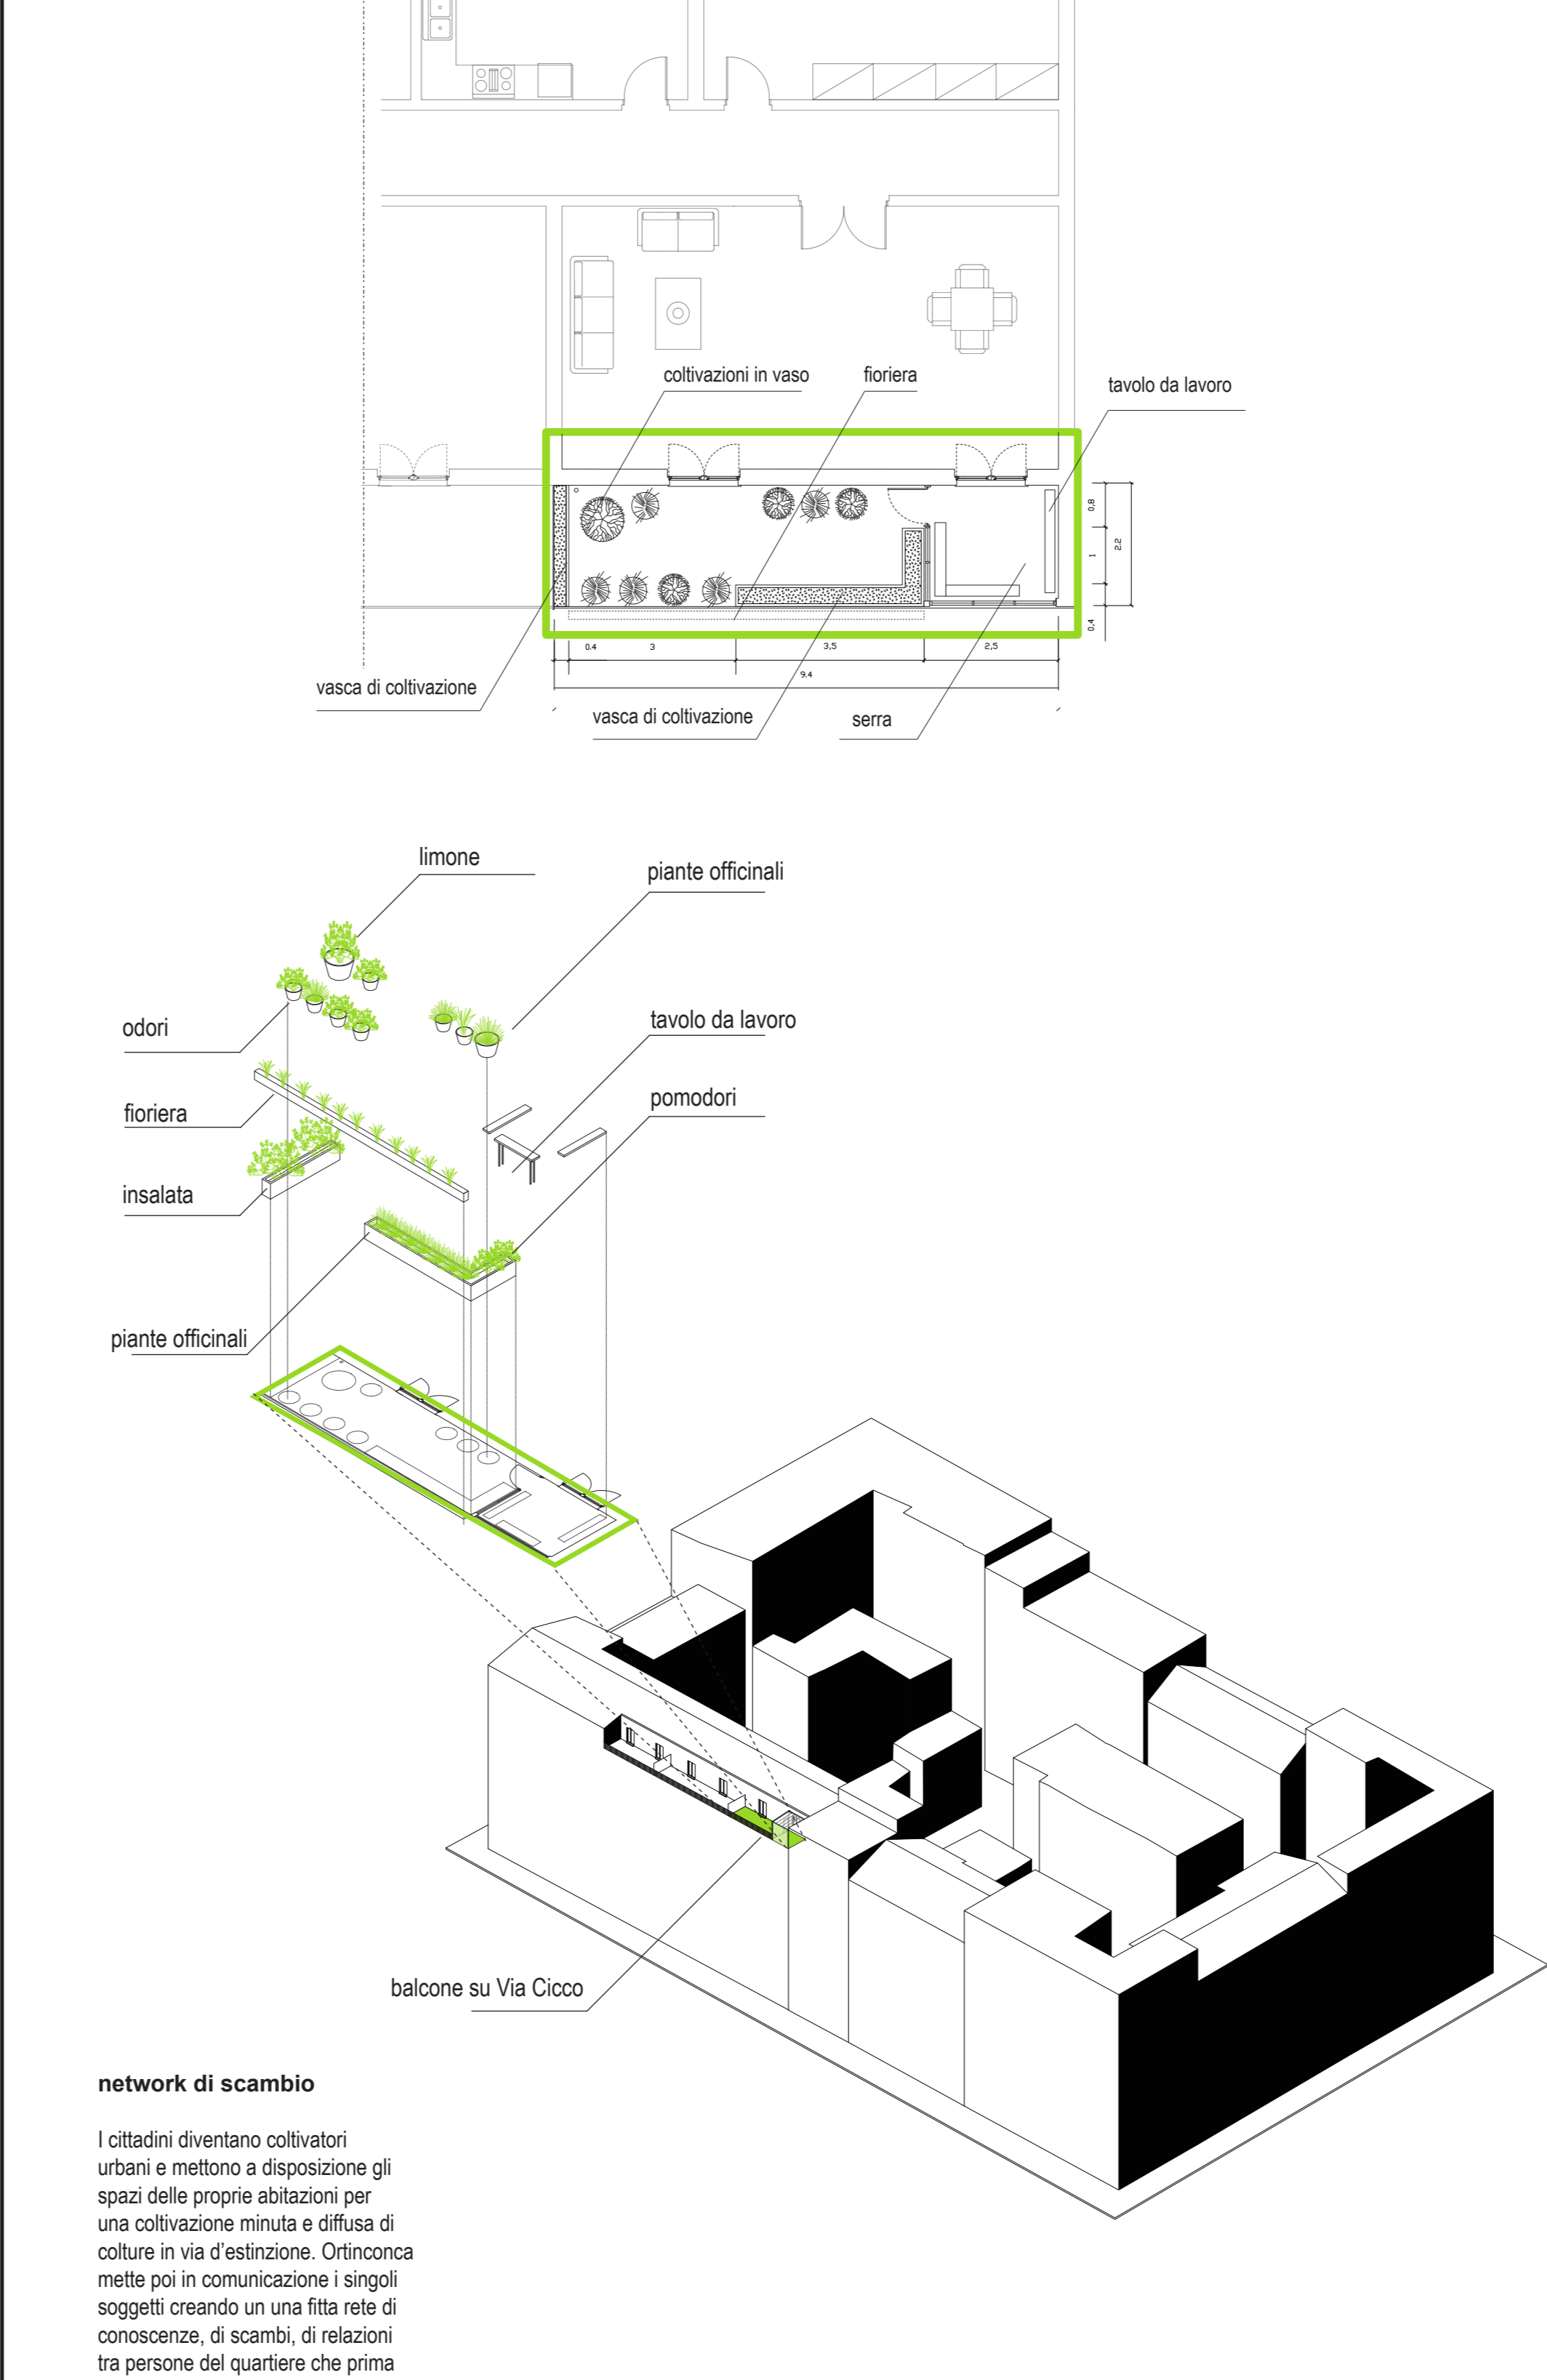 coltivazioni in vaso
fioriera
tavolo da lavoro
0.8
1
2.2
0,4
0.4
3
3,5
2,5
9.4
vasca di coltivazione
vasca di coltivazione
serra
limone
piante officinali
odori
tavolo da lavoro
fioriera
pomodori
insalata
piante officinali
balcone su Via Cicco
network di scambio
I cittadini diventano coltivatori
urbani e mettono a disposizione gli
spazi delle proprie abitazioni per
una coltivazione minuta e diffusa di
colture in via d'estinzione. Ortinconca
mette poi in comunicazione i singoli
soggetti creando un una fitta rete di
conoscenze, di scambi, di relazioni
tra persone del quartiere che prima